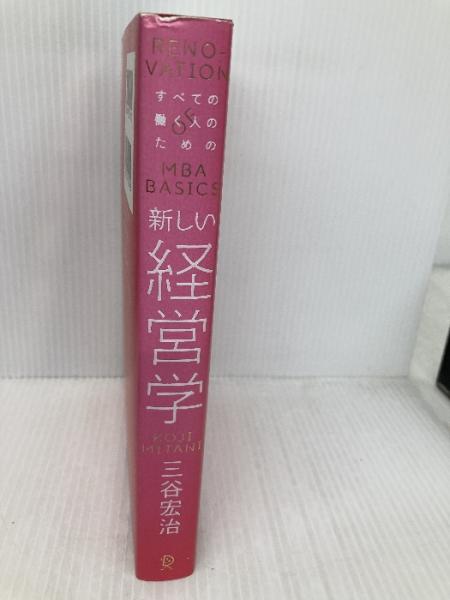 RENO-
VATION
OF
すべての
働く人の
ための
MBA
BASICS
新しい
経営学
KOJI
MITANI
三谷宏治